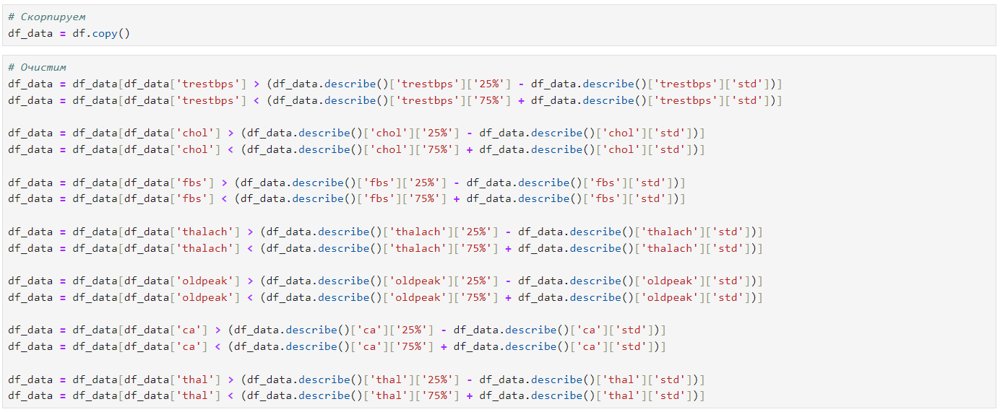 # Скорпируем
df_data = df.copy()
# Очистим
df_data = df_data[df_data['trestbps'] > (df_data.describe()['trestbps']['25%'] - df_data.describe()['trestbps']['std'])]
df_data = df_data[df_data['trestbps'] < (df_data.describe()['trestbps']['75%'] + df_data.describe()['trestbps']['std'])]
df_data = df_data[df_data['chol'] > (df_data.describe()['chol']['25%'] - df_data.describe()['chol']['std'])]
df_data = df_data[df_data['chol'] < (df_data.describe()['chol']['75%'] + df_data.describe()['chol']['std'])]
df_data = df_data[df_data['fbs'] > (df_data.describe()['fbs']['25%'] - df_data.describe()['fbs']['std'])]
df_data = df_data[df_data['fbs'] < (df_data.describe()['fbs']['75%'] + df_data.describe()['fbs']['std'])]
df_data = df_data[df_data['thalach'] > (df_data.describe()['thalach']['25%'] - df_data.describe()['thalach']['std'])]
df_data = df_data[df_data['thalach'] < (df_data.describe()['thalach']['75%'] + df_data.describe()['thalach']['std'])]
df_data = df_data[df_data['oldpeak'] > (df_data.describe()['oldpeak']['25%'] - df_data.describe()['oldpeak']['std'])]
df_data = df_data[df_data['oldpeak'] < (df_data.describe()['oldpeak']['75%'] + df_data.describe()['oldpeak']['std'])]
df_data = df_data[df_data['ca'] > (df_data.describe()['ca']['25%'] - df_data.describe()['ca']['std'])]
df_data = df_data[df_data['ca'] < (df_data.describe()['ca']['75%'] + df_data.describe()['ca']['std'])]
df_data = df_data[df_data['thal'] > (df_data.describe()['thal']['25%'] - df_data.describe()['thal']['std'])]
df_data = df_data[df_data['thal'] < (df_data.describe()['thal']['75%'] + df_data.describe()['thal']['std'])]